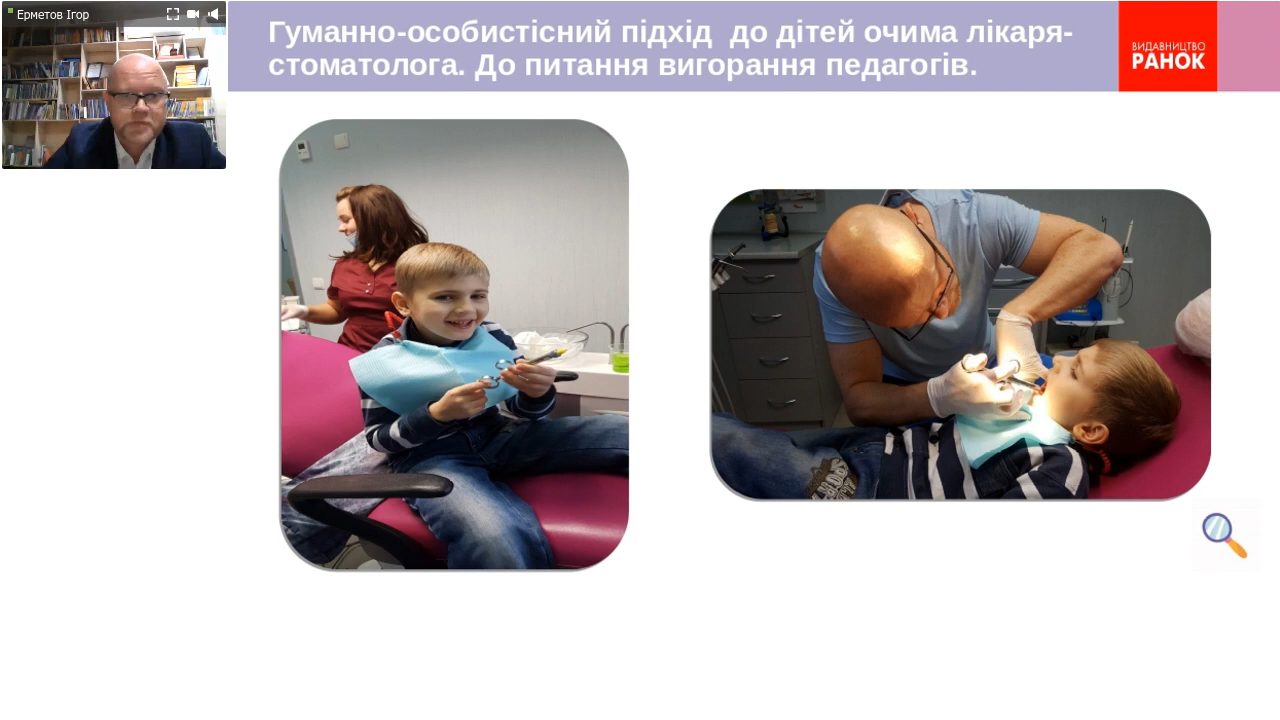 Ерметов Ігор
Гуманно-особистісний підхід до дітей очима лікаря-
стоматолога. До питання вигорання педагогів.
ВИДАВНИЦТВО
РАНОК